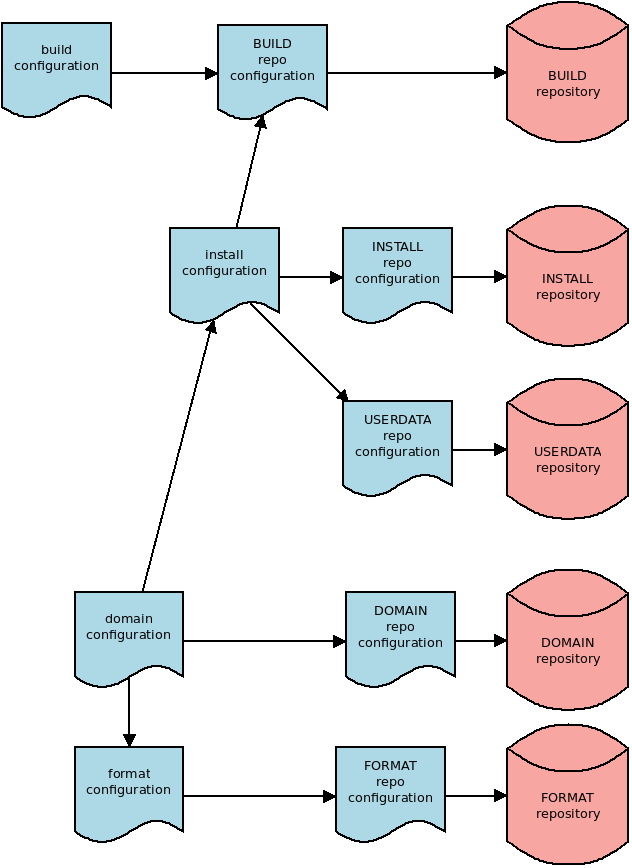 build
configuration
BUILD
repo
configuration
BUILD
repository
install
configuration
INSTALL
repo
configuration
INSTALL
repository
USERDATA
repo
configuration
USERDATA
repository
domain
configuration
DOMAIN
repo
configuration
DOMAIN
repository
format
configuration
FORMAT
repo
configuration
FORMAT
repository